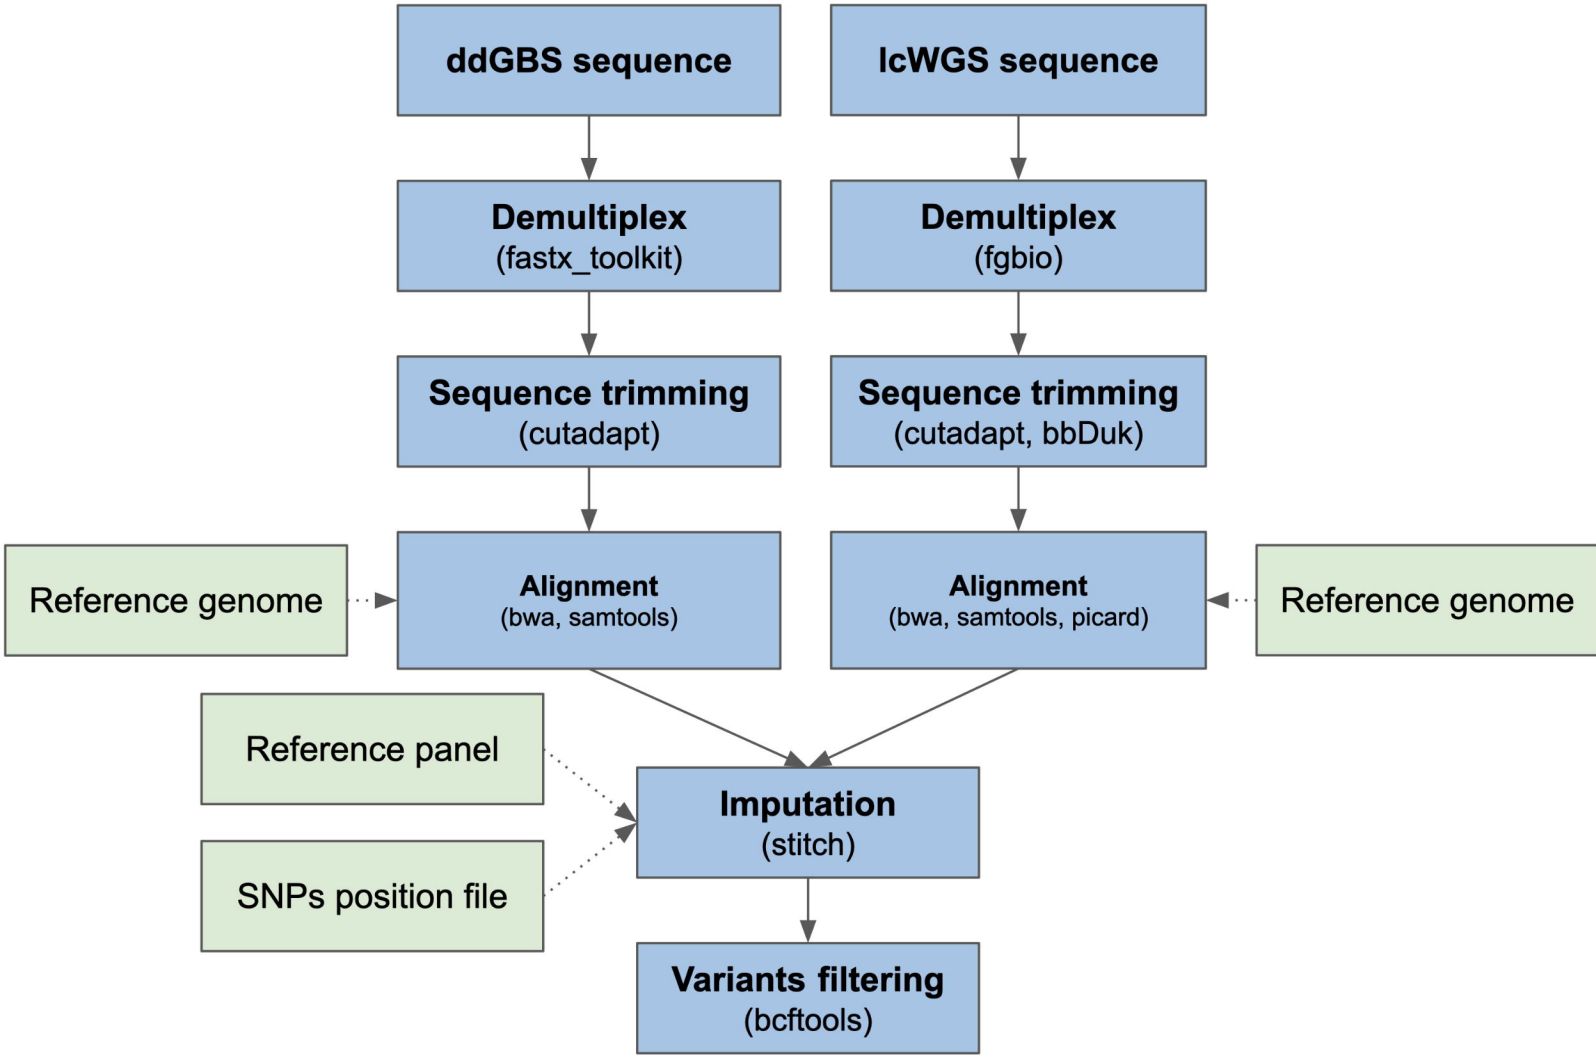 ddGBS sequence
lcWGS sequence
Demultiplex
(fastx_toolkit)
Demultiplex
(fgbio)
Sequence trimming
(cutadapt)
Sequence trimming
(cutadapt, bbDuk)
Reference genome
Alignment
(bwa, samtools)
Alignment
(bwa, samtools, picard)
Reference genome
Reference panel
Imputation
(stitch)
SNPs position file
Variants filtering
(bcftools)